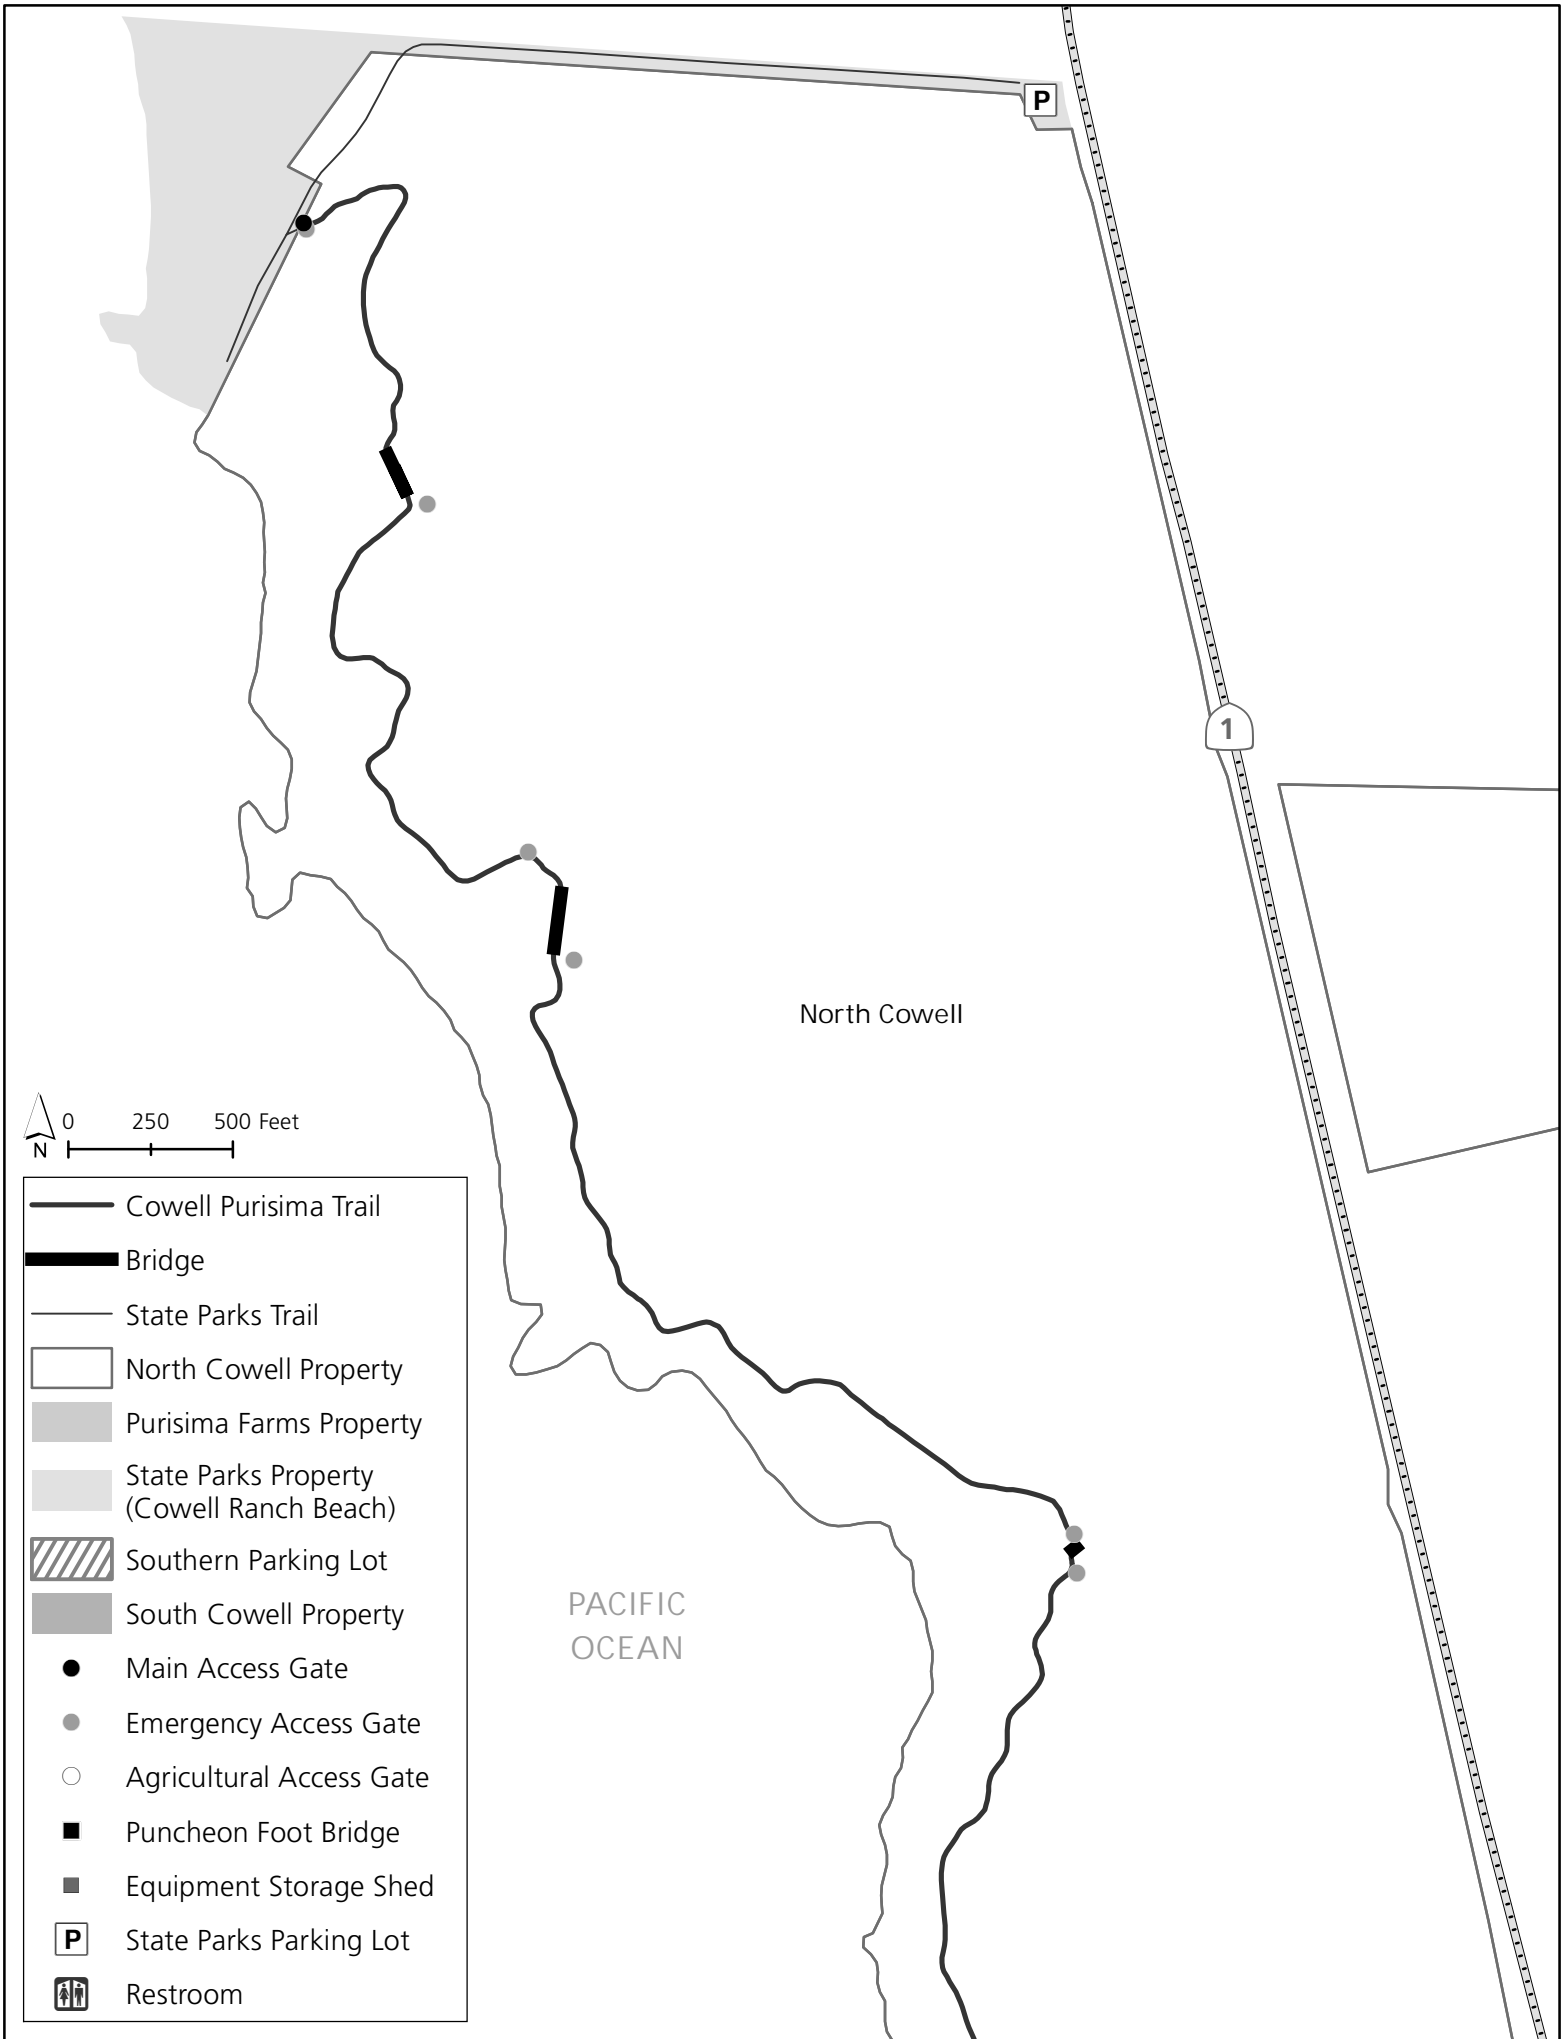 P
1
North Cowell
0 250 500 Feet
N
Cowell Purisima Trail
Bridge
State Parks Trail
North Cowell Property
Purisima Farms Property
State Parks Property
(Cowell Ranch Beach)
Southern Parking Lot
PACIFIC
OCEAN
South Cowell Property
Main Access Gate
Emergency Access Gate
Agricultural Access Gate
Puncheon Foot Bridge
Equipment Storage Shed
P State Parks Parking Lot
Restroom